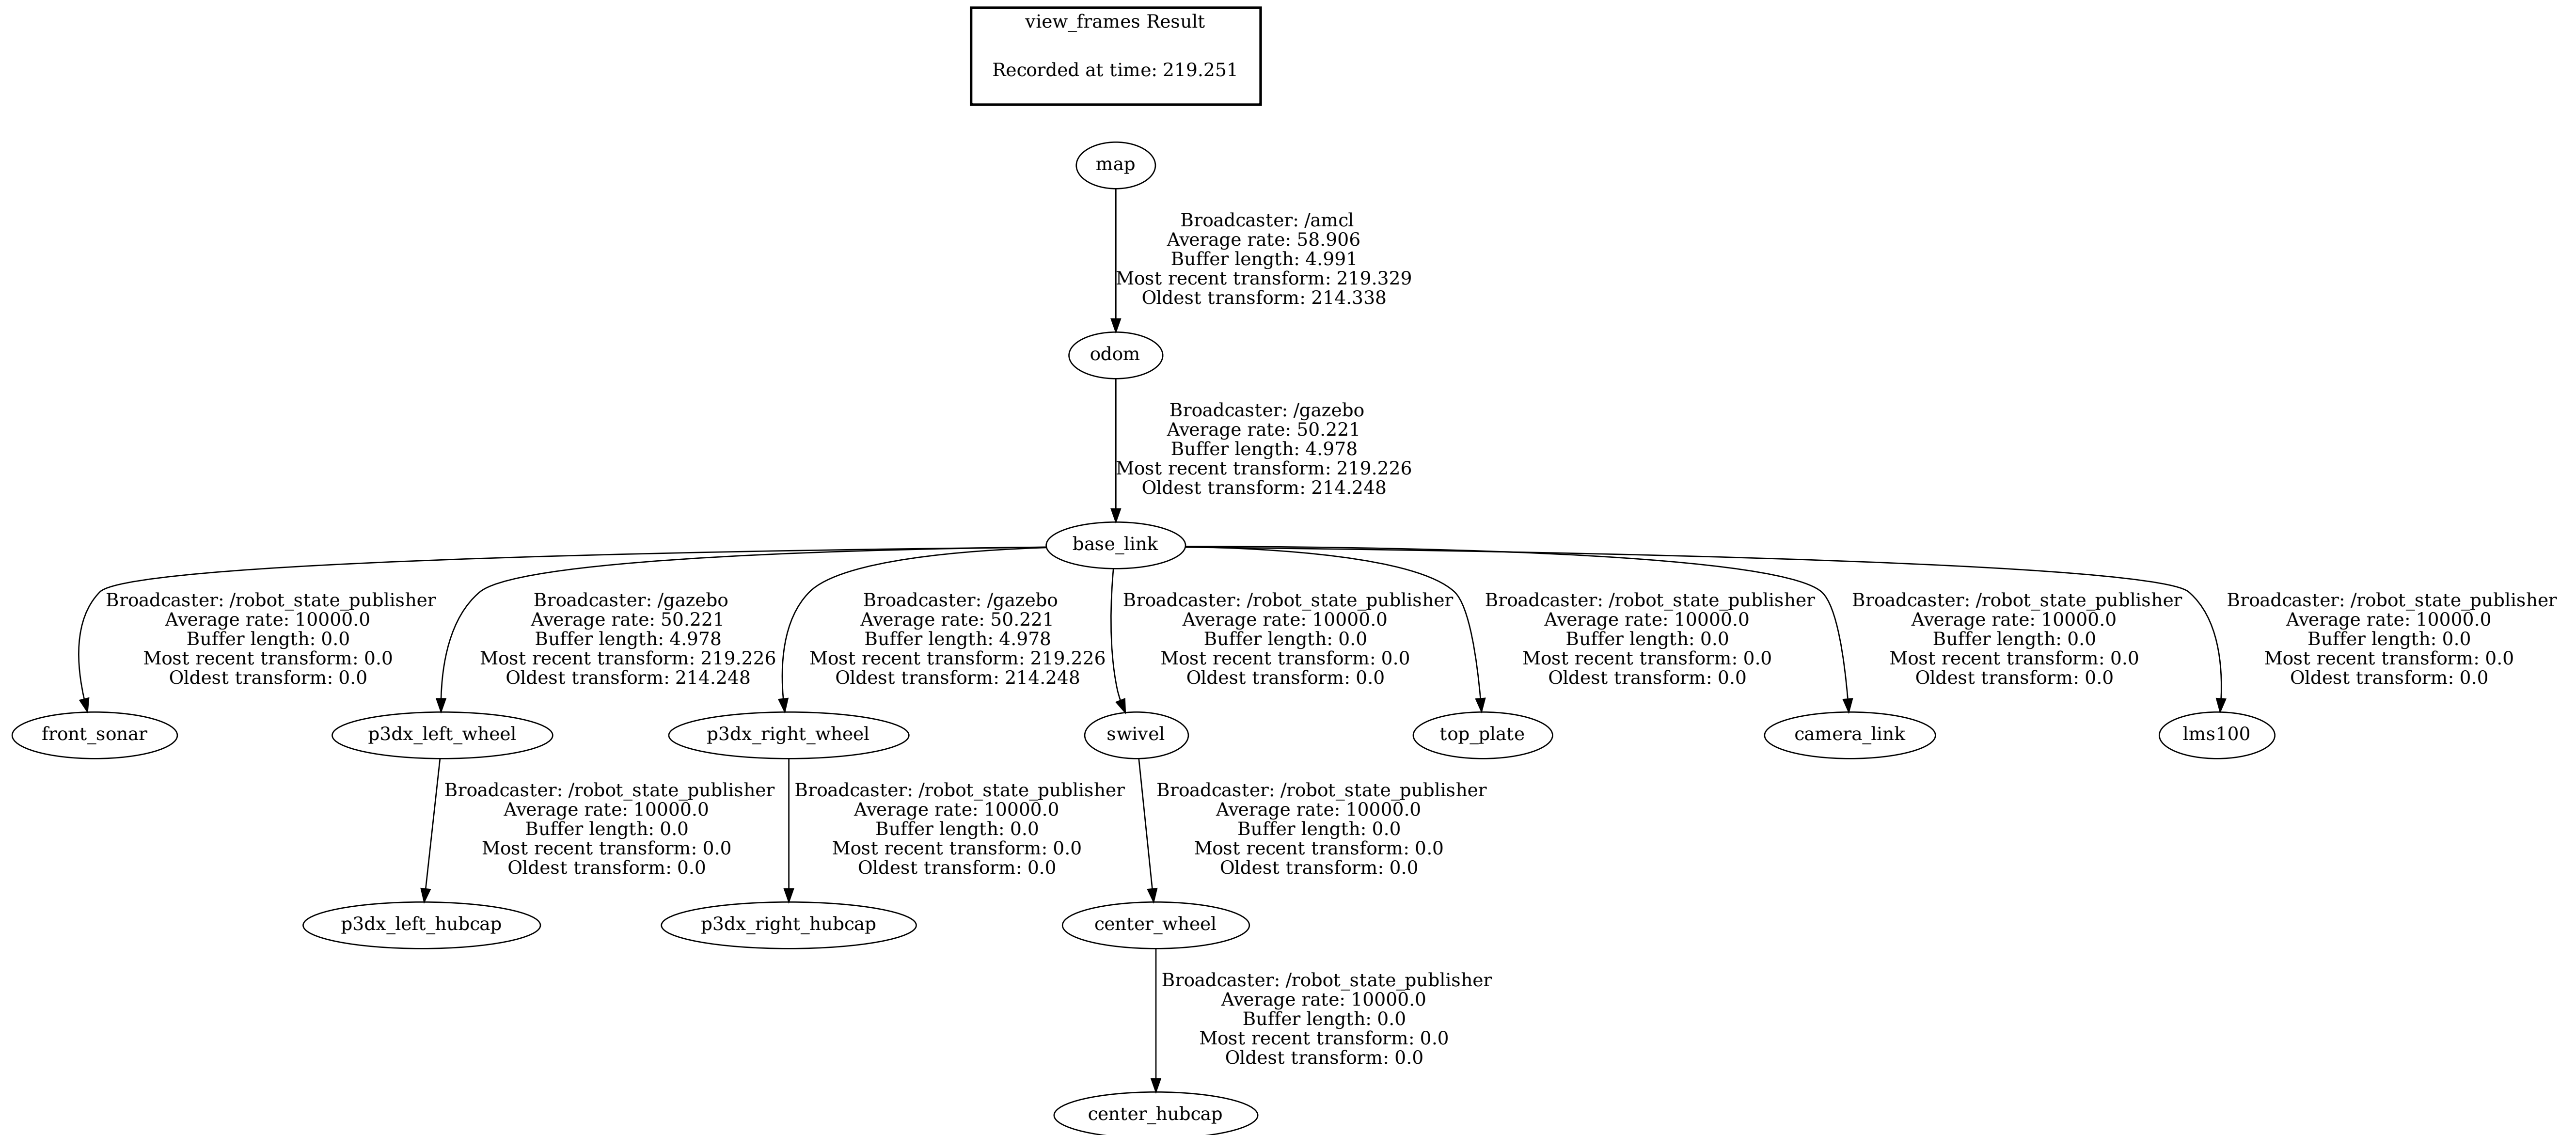 view_frames Result
Recorded at time: 219.251
map
Broadcaster: /amcl
Average rate: 58.906
Buffer length: 4.991
Most recent transform: 219.329
Oldest transform: 214.338
odom
Broadcaster: /gazebo
Average rate: 50.221
Buffer length: 4.978
Most recent transform: 219.226
Oldest transform: 214.248
base_link
Broadcaster: /robot_state_publisher
Average rate: 10000.0
Buffer length: 0.0
Most recent transform: 0.0
Oldest transform: 0.0
Broadcaster: /gazebo
Average rate: 50.221
Buffer length: 4.978
Most recent transform: 219.226
Oldest transform: 214.248
Broadcaster: /gazebo
Average rate: 50.221
Buffer length: 4.978
Most recent transform: 219.226
Oldest transform: 214.248
Broadcaster: /robot_state_publisher
Average rate: 10000.0
Buffer length: 0.0
Most recent transform: 0.0
Oldest transform: 0.0
Broadcaster: /robot_state_publisher
Average rate: 10000.0
Buffer length: 0.0
Most recent transform: 0.0
Oldest transform: 0.0
Broadcaster: /robot_state_publisher
Average rate: 10000.0
Buffer length: 0.0
Most recent transform: 0.0
Oldest transform: 0.0
Broadcaster: /robot_state_publisher
Average rate: 10000.0
Buffer length: 0.0
Most recent transform: 0.0
Oldest transform: 0.0
front_sonar
p3dx_left_wheel
p3dx_right_wheel
swivel
top_plate
camera_link
lms100
Broadcaster: /robot_state_publisher
Average rate: 10000.0
Buffer length: 0.0
Most recent transform: 0.0
Oldest transform: 0.0
Broadcaster: /robot_state_publisher
Average rate: 10000.0
Buffer length: 0.0
Most recent transform: 0.0
Oldest transform: 0.0
Broadcaster: /robot_state_publisher
Average rate: 10000.0
Buffer length: 0.0
Most recent transform: 0.0
Oldest transform: 0.0
p3dx_left_hubcap
p3dx_right_hubcap
center_wheel
Broadcaster: /robot_state_publisher
Average rate: 10000.0
Buffer length: 0.0
Most recent transform: 0.0
Oldest transform: 0.0
center_hubcap